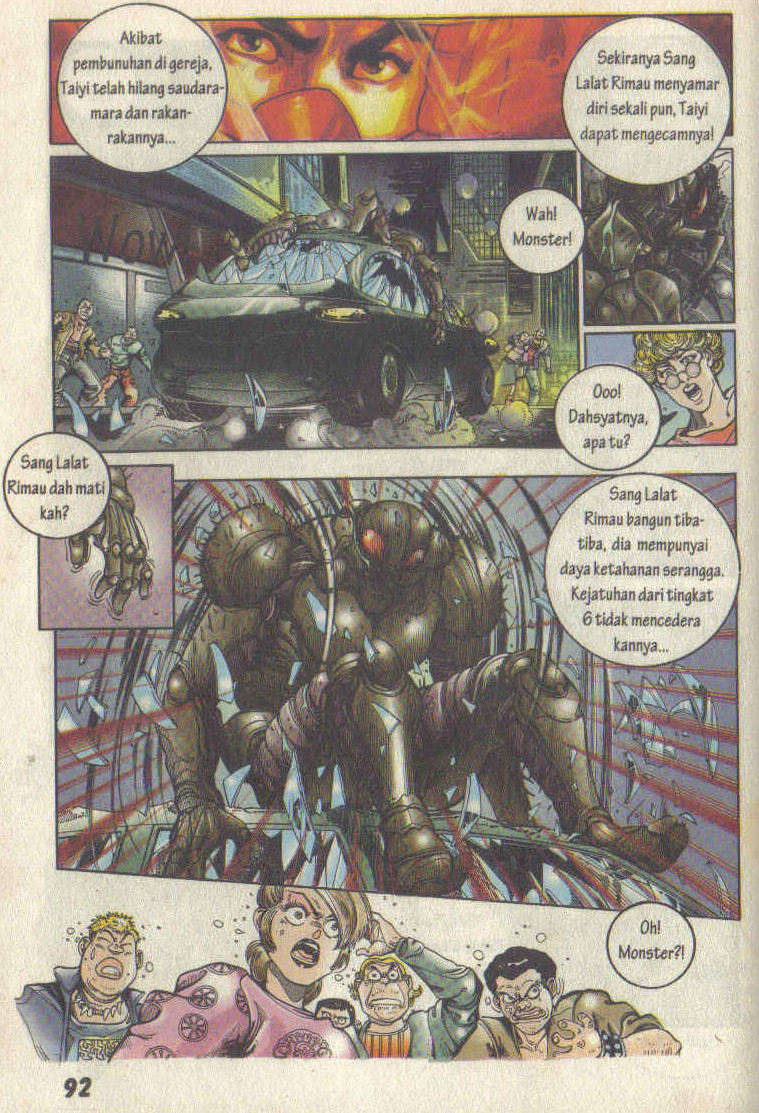 Akibat
pembunuhan di gereja,
Taiyi telah hilang saudara-
mara dan rakan-
rakannya...
Sekiranya Sang
Lalat Rimau menyamar
diri sekali pun, Taiyi
dapat mengecamnya!
Wow
Wah!
Monster!
Ooo!
Dahsyatnya,
apa tu?
Sang Lalat
Rimau dah mati
kah?
Sang Lalat
Rimau bangun tiba-
tiba, dia mempunyai
daya ketahanan serangga.
Kejatuhan dari tingkat
6 tidak mencedera
kannya...
Oh!
Monster?!
92